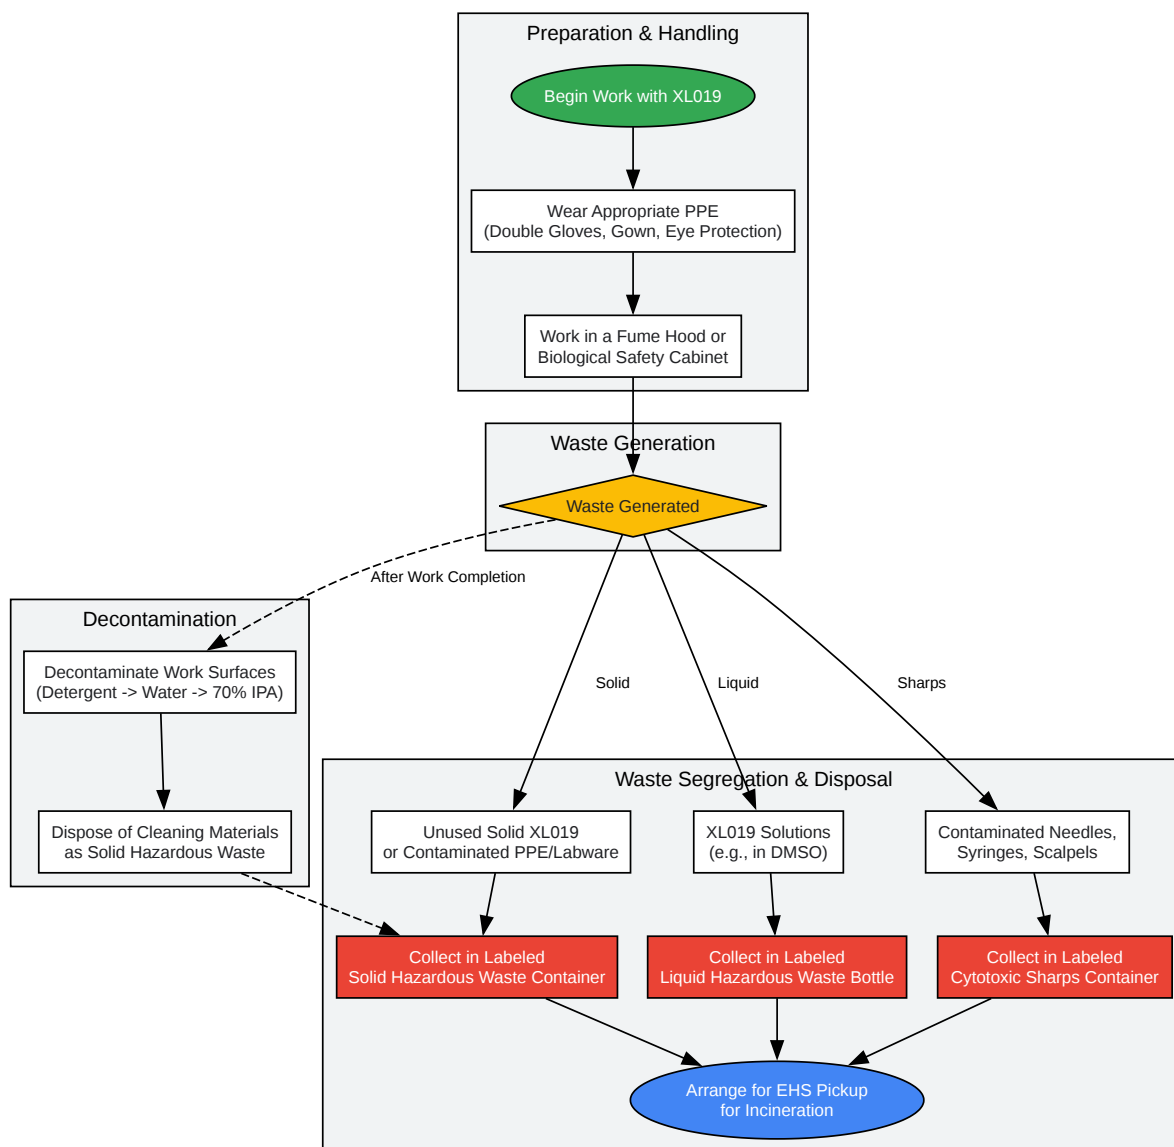 Preparation & Handling
Begin Work with XL019
Wear Appropriate PPE
(Double Gloves, Gown, Eye Protection)
Work in a Fume Hood or
Biological Safety Cabinet
Waste Generation
Waste Generated
After Work Completion
Decontamination
Decontaminate Work Surfaces
(Detergent -> Water -> 70% IPA)
Dispose of Cleaning Materials
as Solid Hazardous Waste
Solid
Liquid
Sharps
Waste Segregation & Disposal
Unused Solid XL019
or Contaminated PPE/Labware
XL019 Solutions
(e.g., in DMSO)
Contaminated Needles,
Syringes, Scalpels
Collect in Labeled
Solid Hazardous Waste Container
Collect in Labeled
Liquid Hazardous Waste Bottle
Collect in Labeled
Cytotoxic Sharps Container
Arrange for EHS Pickup
for Incineration